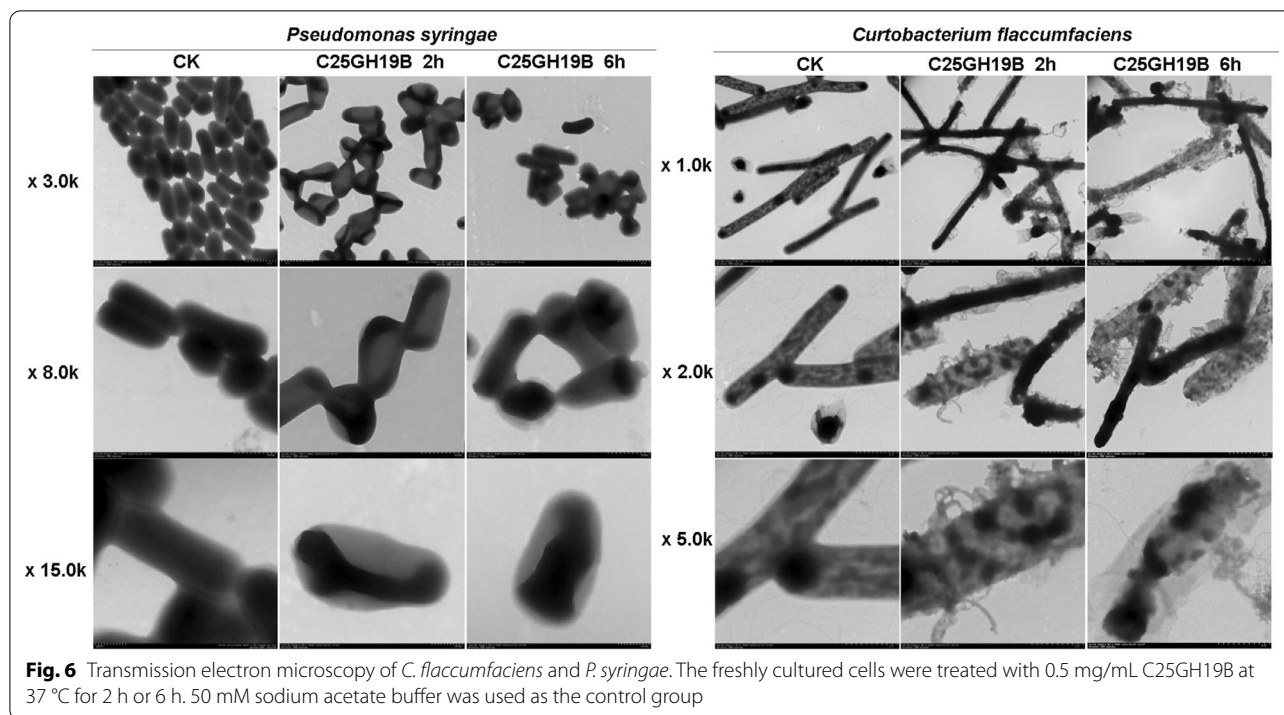 Pseudomonas syringae
Curtobacterium flaccumfaciens
CK
C25GH19B 2h
C25GH19B 6h
CK
C25GH19B 2h
C25GH19B 6h
x 3.0k
x 1.0k
x 8.0k
x 2.0k
x 15.0k
x 5.0k
Fig. 6 Transmission electron microscopy of C. flaccumfaciens and P. syringae. The freshly cultured cells were treated with 0.5 mg/mL C25GH19B at
37 °C for 2 h or 6 h. 50 mM sodium acetate buffer was used as the control group